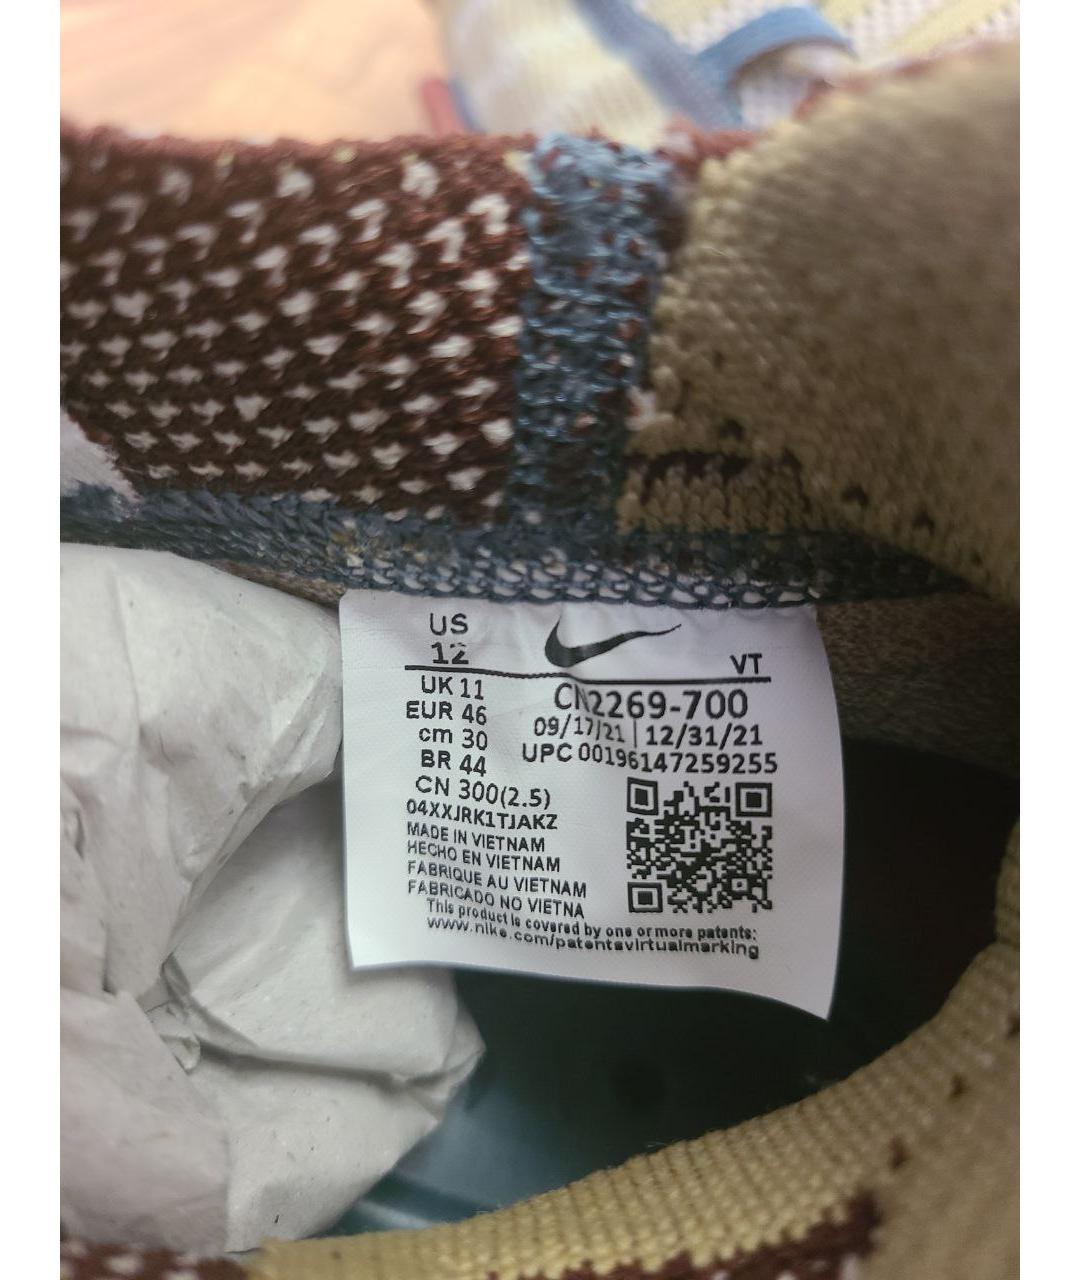 US
12
VT
UK 11
EUR 46
cm 30
BR 44
CN 300(2.5)
CN2269-700
09/17/21 | 12/31/21
UPC 00196147259255
04XXJRK1TJAKZ
MADE IN VIETNAM
HECHO EN VIETNAM
FABRIQUE AU VIETNAM
FABRICADO NO VIETNA
This product is covered by one or more patents:
www.nike.com/patentsvirtualmarking